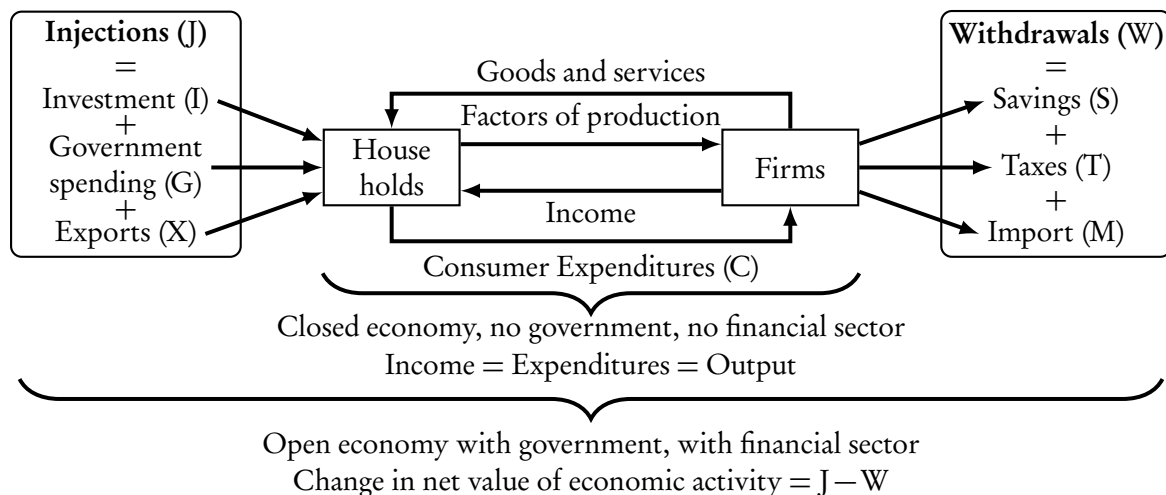 Injections (J)
=
Investment (I)
+
Government
spending (G)
+
Exports (X)
Goods and services
Factors of production
House
holds
Firms
Income
Consumer Expenditures (C)
Withdrawals (W)
=
Savings (S)
+
Taxes (T)
+
Import (M)
Closed economy, no government, no financial sector
Income = Expenditures = Output
Open economy with government, with financial sector
Change in net value of economic activity = J − W